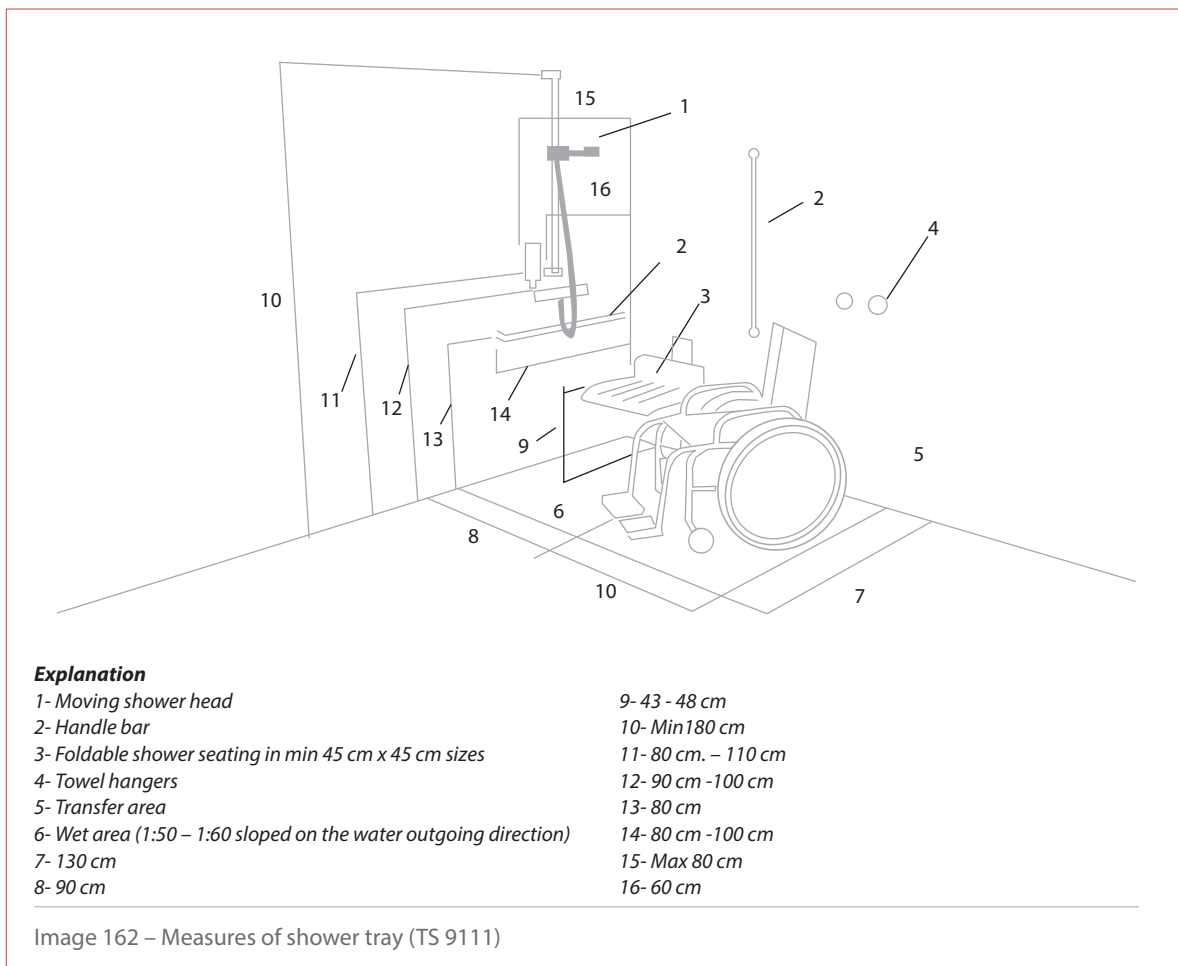 15
1
16
2
2
4
10
3
11
12
14
13
9
5
6
8
10
7
Explanation
1- Moving shower head
2- Handle bar
3- Foldable shower seating in min 45 cm x 45 cm sizes
4- Towel hangers
5- Transfer area
6- Wet area (1:50 – 1:60 sloped on the water outgoing direction)
7- 130 cm
8- 90 cm
9- 43 - 48 cm
10- Min180 cm
11- 80 cm. – 110 cm
12- 90 cm -100 cm
13- 80 cm
14- 80 cm -100 cm
15- Max 80 cm
16- 60 cm
Image 162 – Measures of shower tray (TS 9111)